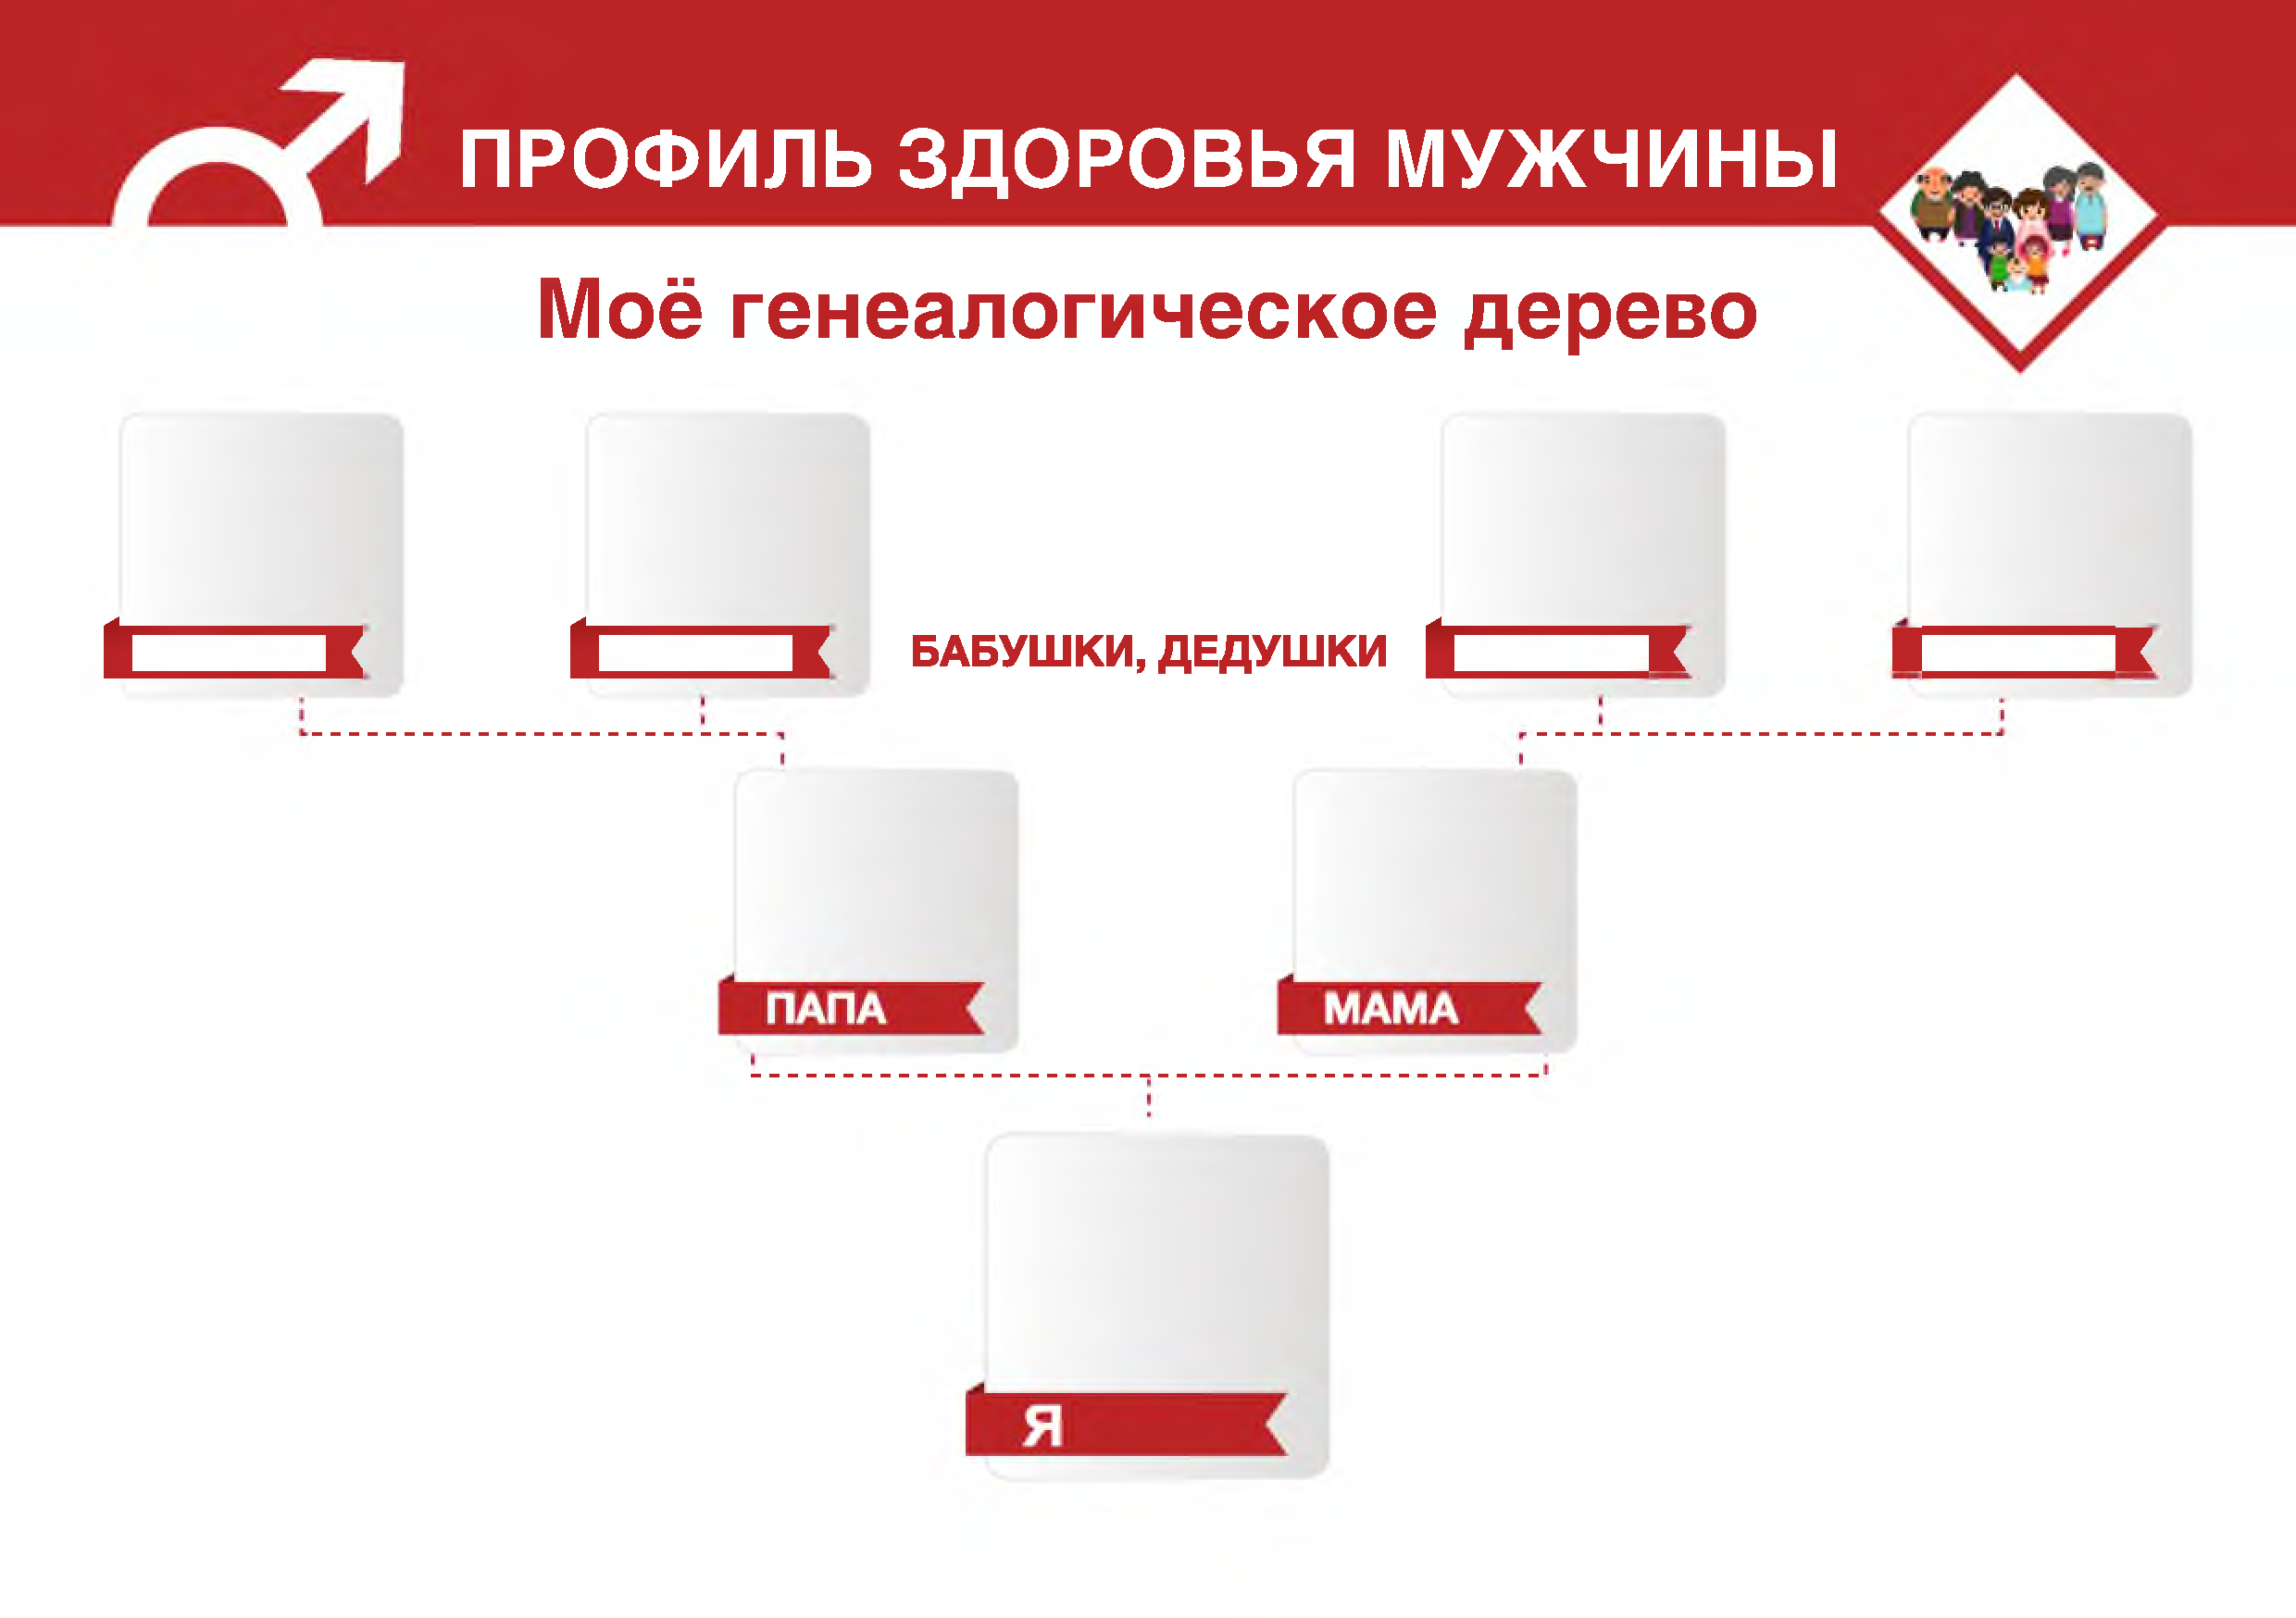 ПРОФИЛЬ ЗДОРОВЬЯ МУЖЧИНЫ
Моё генеалогическое дерево
БАБУШКИ, ДЕДУШКИ
ПАПА
МАМА
Я